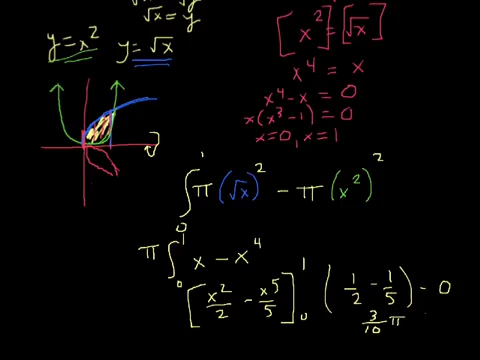 √x = √y
√x = y
y = x² y = √x
[x²] = [√x]
x⁴ = x
x⁴ - x = 0
x(x³ - 1) = 0
x = 0, x = 1
∫₀¹ π(√x)² - π(x²)²
π ∫₀¹ x - x⁴
[x²/2 - x⁵/5]₀¹ (1/2 - 1/5) - 0
3/10 π